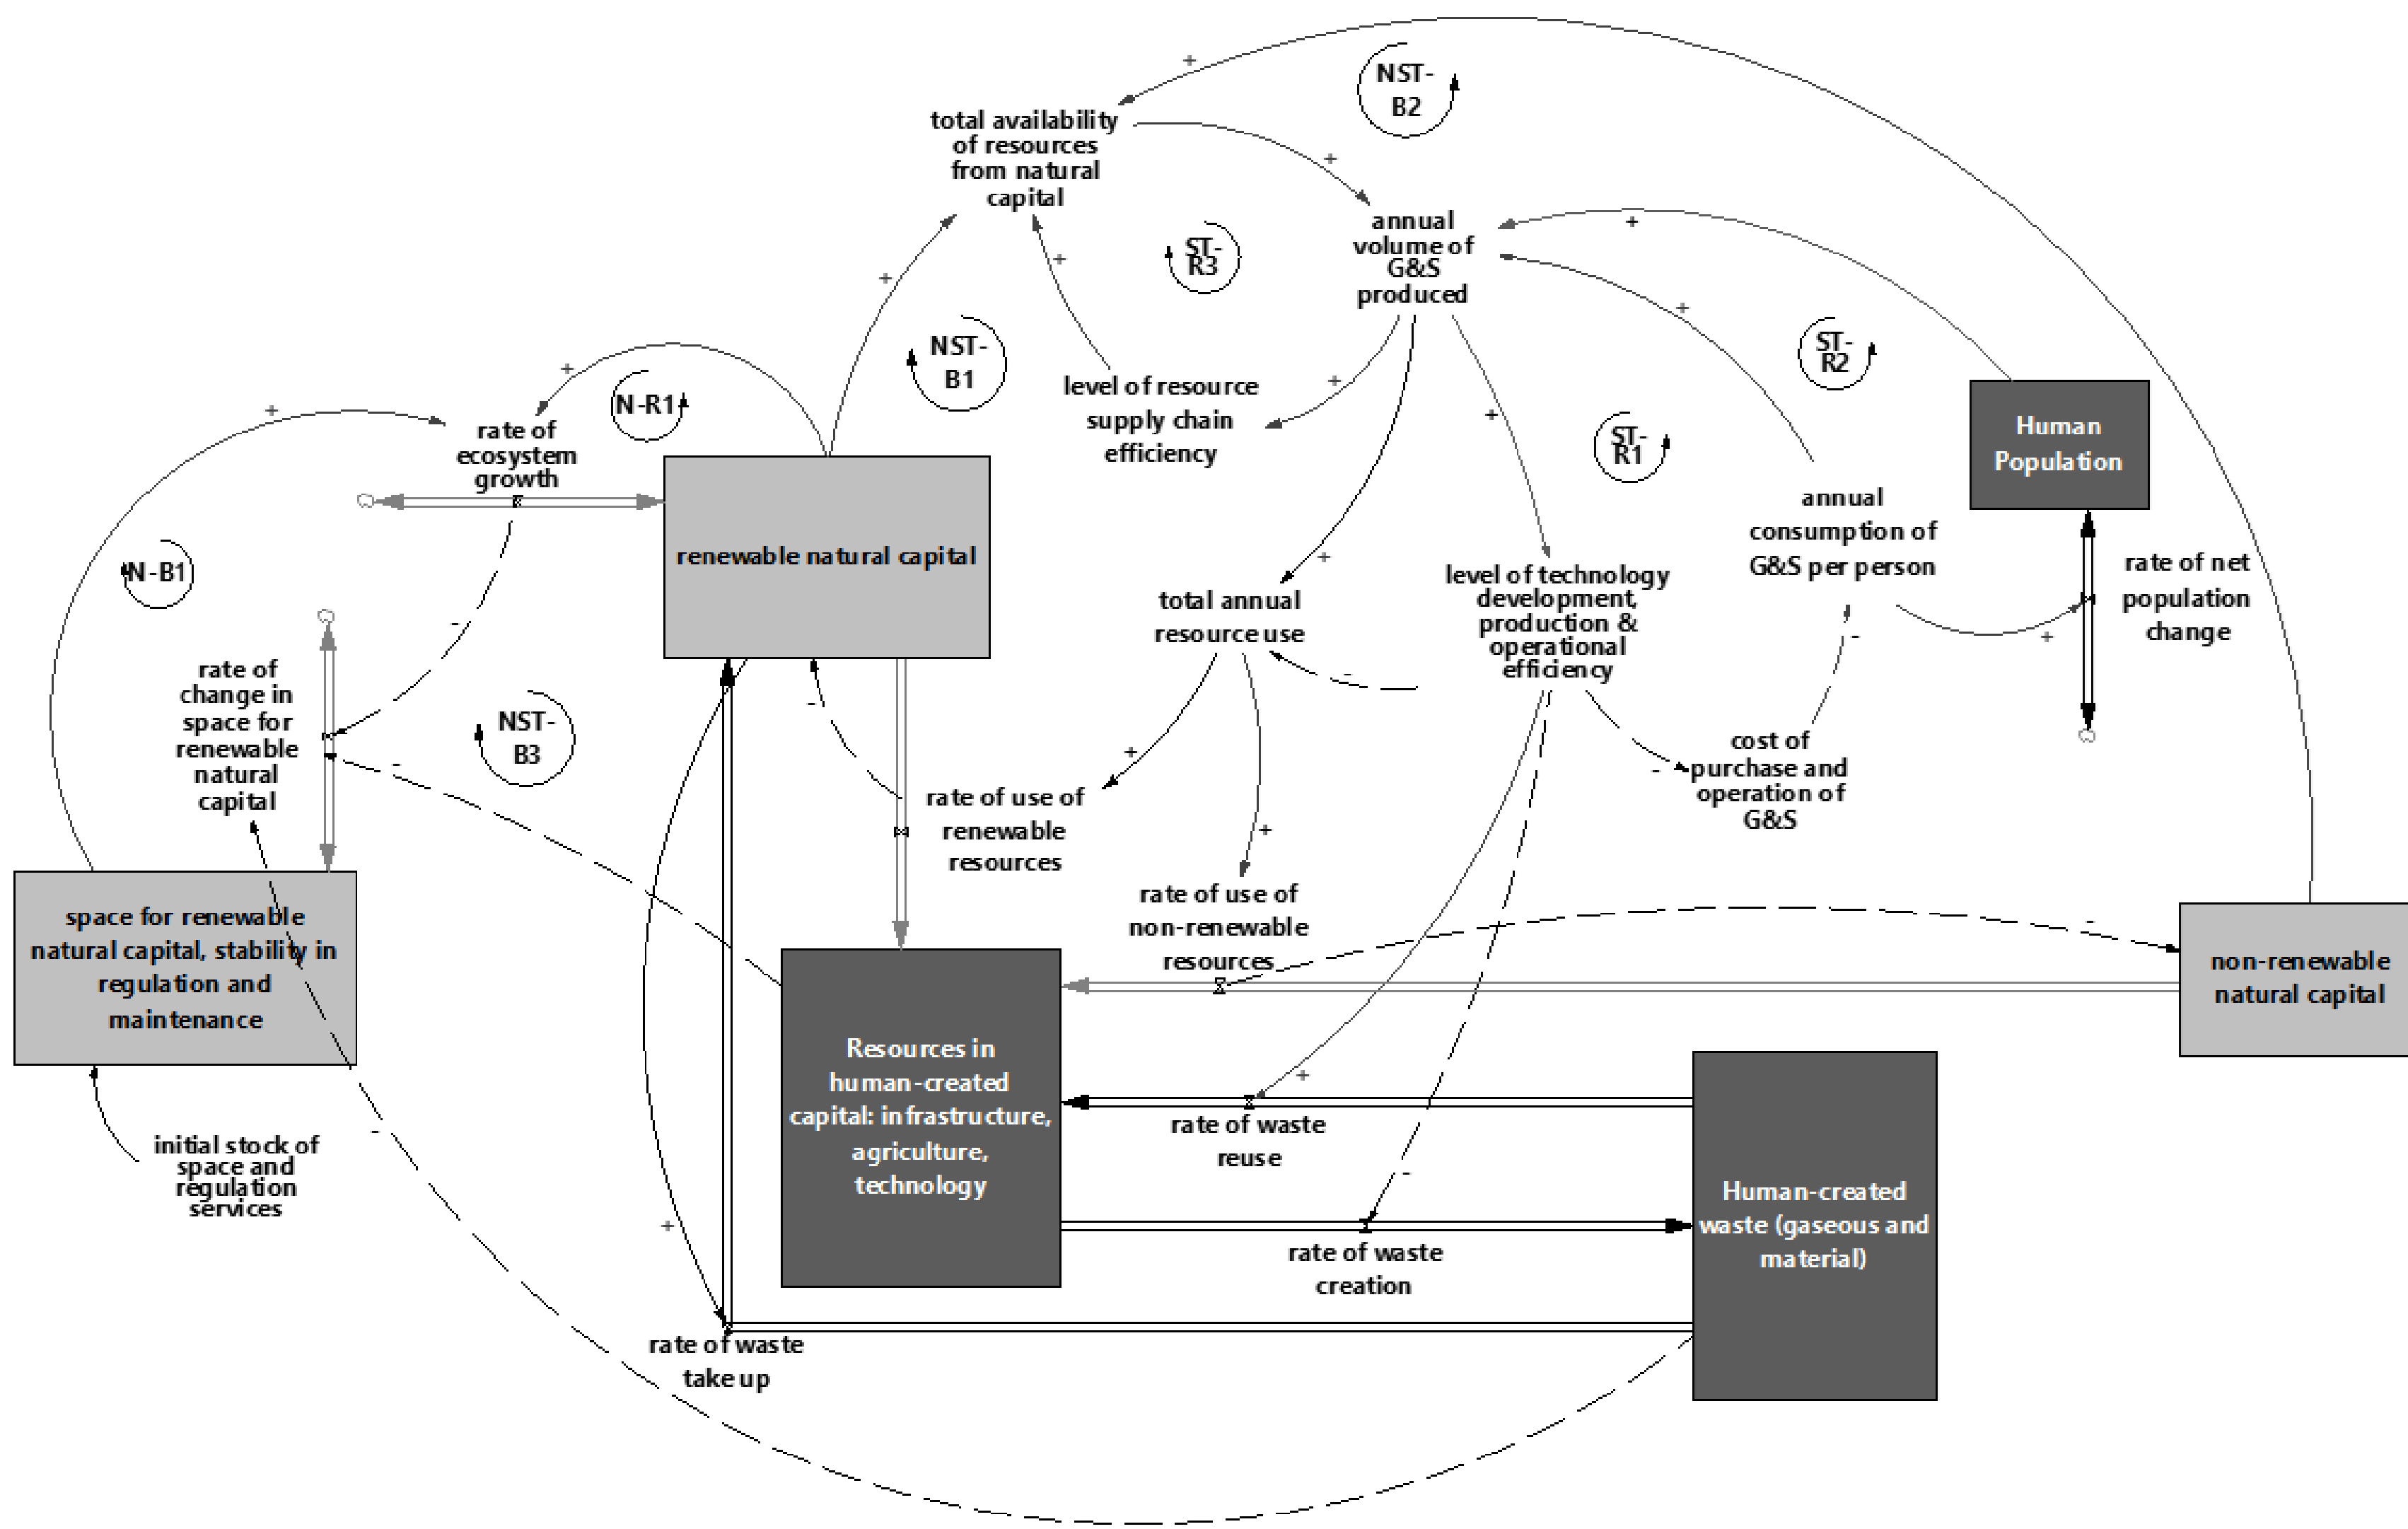 NST-
B2
total availability
of resources
from natural
capital
annual
volume of
G&S
produced
ST-
R3
NST-
B1
level of resource
supply chain
efficiency
ST-
R2
ST-
R1
Human
Population
rate of
ecosystem
growth
N-R1
renewable natural capital
N-B1
annual
consumption of
G&S per person
rate of net
population
change
level of technology
development,
production &
operational
efficiency
total annual
resource use
rate of
change in
space for
renewable
natural
capital
NST-
B3
cost of
purchase and
operation of
G&S
rate of use of
renewable
resources
rate of use of
non-renewable
resources
space for renewable
natural capital, stability in
regulation and
maintenance
non-renewable
natural capital
Resources in
human-created
capital: infrastructure,
agriculture,
technology
initial stock of
space and
regulation
services
rate of waste
reuse
Human-created
waste (gaseous and
material)
rate of waste
creation
rate of waste
take up